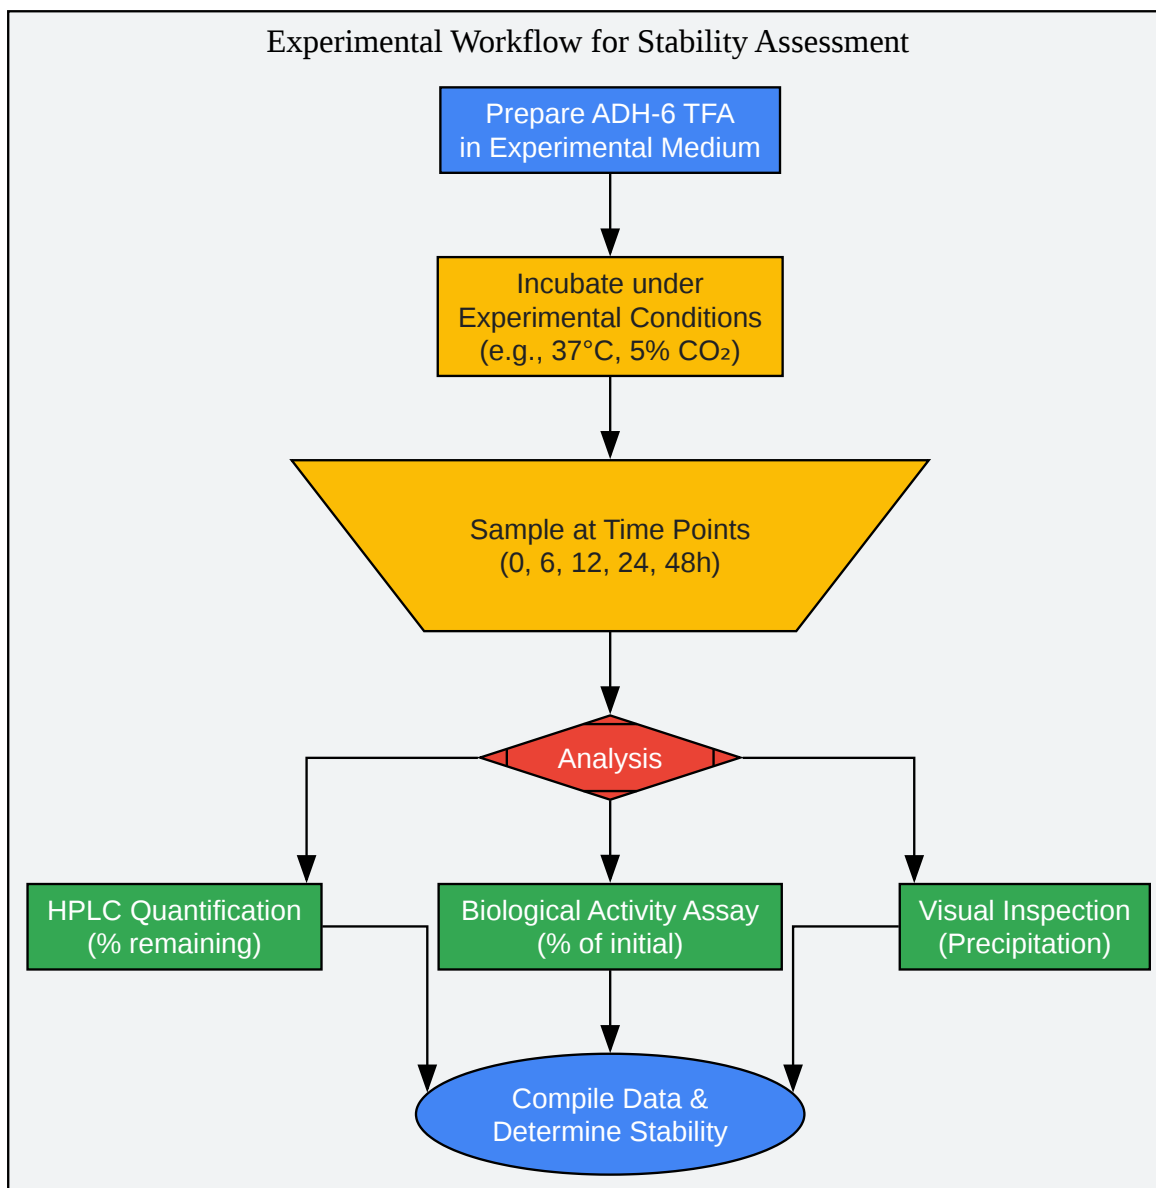 Experimental Workflow for Stability Assessment
Prepare ADH-6 TFA
in Experimental Medium
Incubate under
Experimental Conditions
(e.g., 37°C, 5% CO₂)
Sample at Time Points
(0, 6, 12, 24, 48h)
Analysis
HPLC Quantification
(% remaining)
Biological Activity Assay
(% of initial)
Visual Inspection
(Precipitation)
Compile Data &
Determine Stability